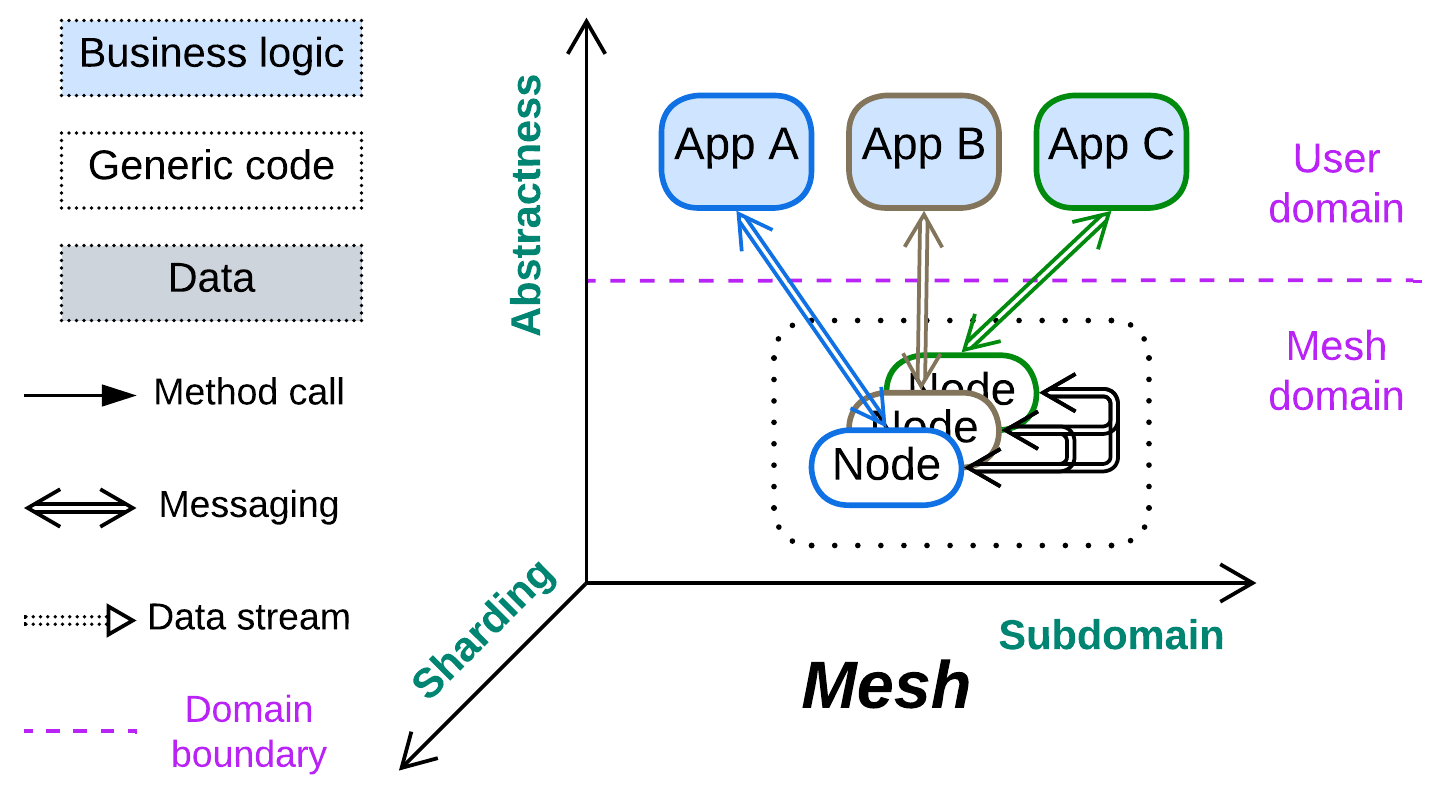 Business logic
Generic code
Data
Method call
Messaging
Data stream
Domain
boundary
Abstractness
Sharding
Subdomain
App A
App B
App C
User
domain
Mesh
domain
Node
Node
Node
Mesh